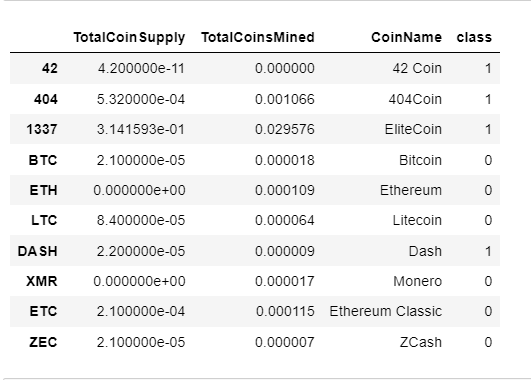 TotalCoinSupply TotalCoinsMined CoinName class
42 4.200000e-11 0.000000 42 Coin 1
404 5.320000e-04 0.001066 404Coin 1
1337 3.141593e-01 0.029576 EliteCoin 1
BTC 2.100000e-05 0.000018 Bitcoin 0
ETH 0.000000e+00 0.000109 Ethereum 0
LTC 8.400000e-05 0.000064 Litecoin 0
DASH 2.200000e-05 0.000009 Dash 1
XMR 0.000000e+00 0.000017 Monero 0
ETC 2.100000e-04 0.000115 Ethereum Classic 0
ZEC 2.100000e-05 0.000007 ZCash 0